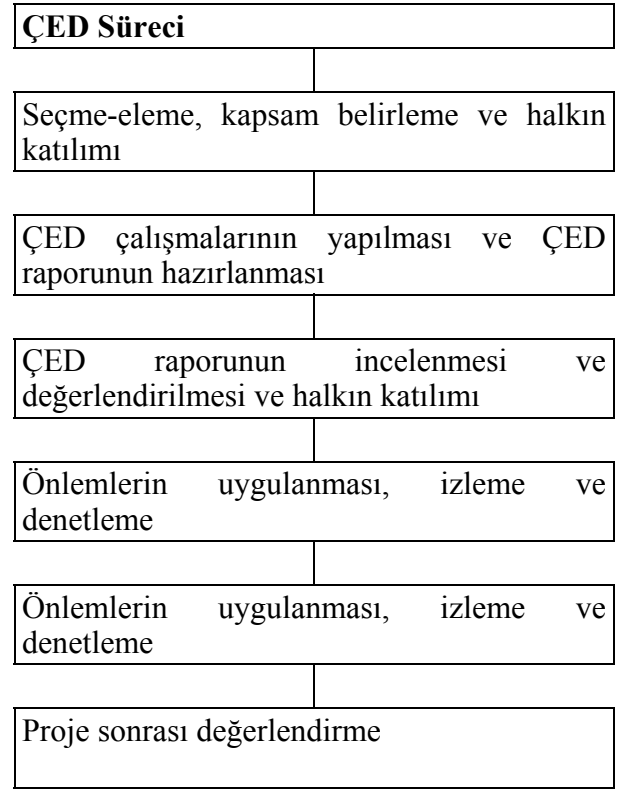 ÇED Süreci
Seçme-eleme, kapsam belirleme ve halkın
katılımı
ÇED çalışmalarının yapılması ve ÇED
raporunun hazırlanması
ÇED raporunun incelenmesi ve
değerlendirilmesi ve halkın katılımı
Önlemlerin uygulanması, izleme ve
denetleme
Önlemlerin uygulanması, izleme ve
denetleme
Proje sonrası değerlendirme